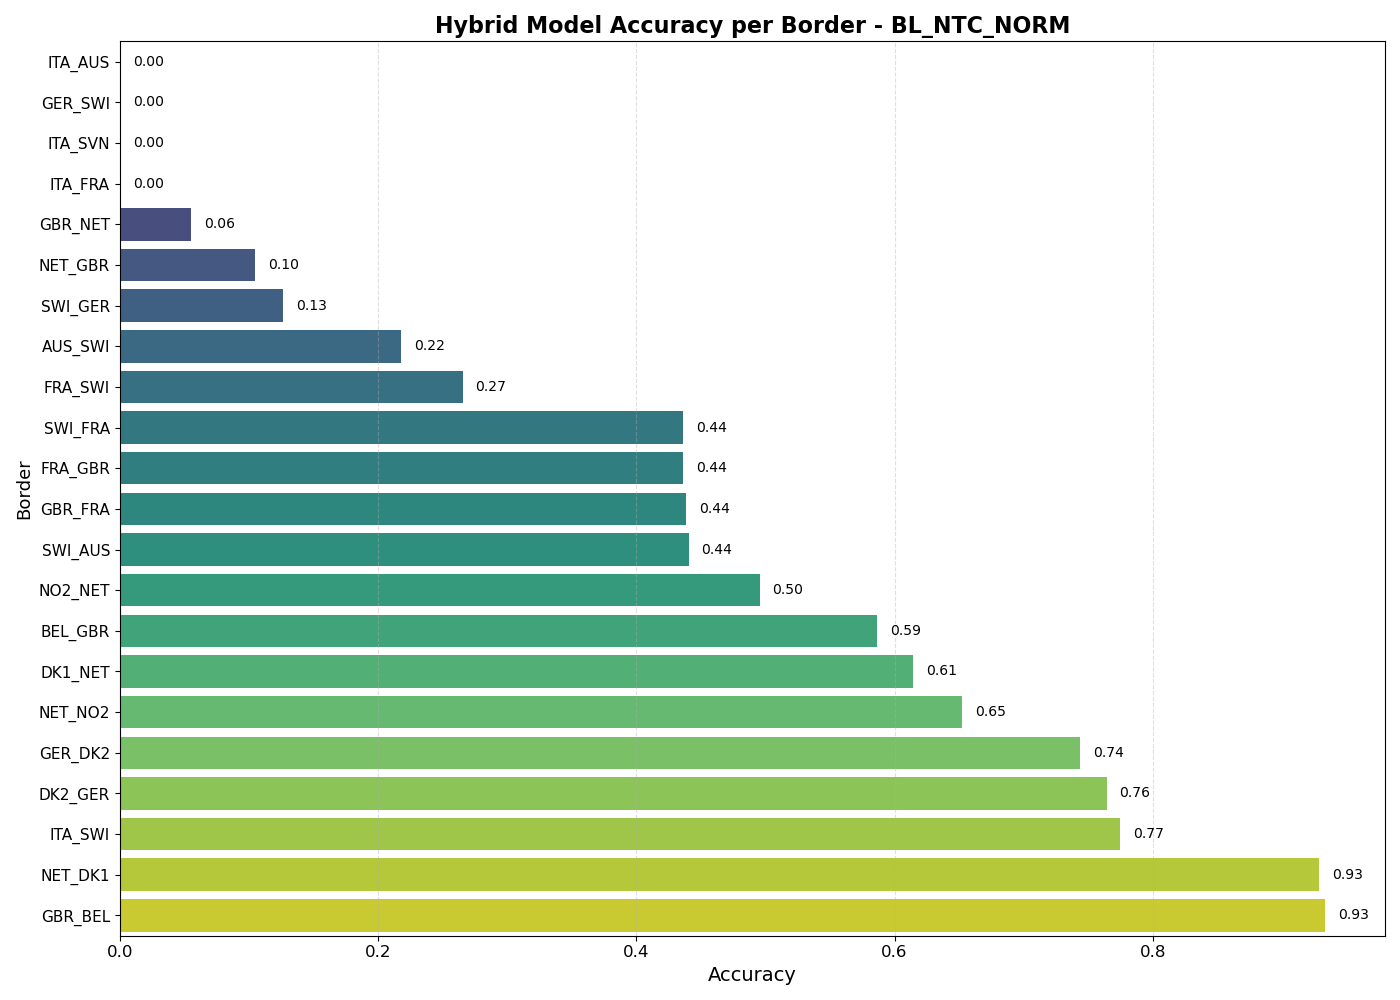 Hybrid Model Accuracy per Border - BL_NTC_NORM
ITA_AUS 0.00
GER_SWI 0.00
ITA_SVN 0.00
ITA_FRA 0.00
GBR_NET 0.06
NET_GBR 0.10
SWI_GER 0.13
AUS_SWI 0.22
FRA_SWI 0.27
SWI_FRA 0.44
FRA_GBR 0.44
GBR_FRA 0.44
SWI_AUS 0.44
NO2_NET 0.50
BEL_GBR 0.59
DK1_NET 0.61
NET_NO2 0.65
GER_DK2 0.74
DK2_GER 0.76
ITA_SWI 0.77
NET_DK1 0.93
GBR_BEL 0.93
Border
0.0 0.2 0.4 0.6 0.8
Accuracy